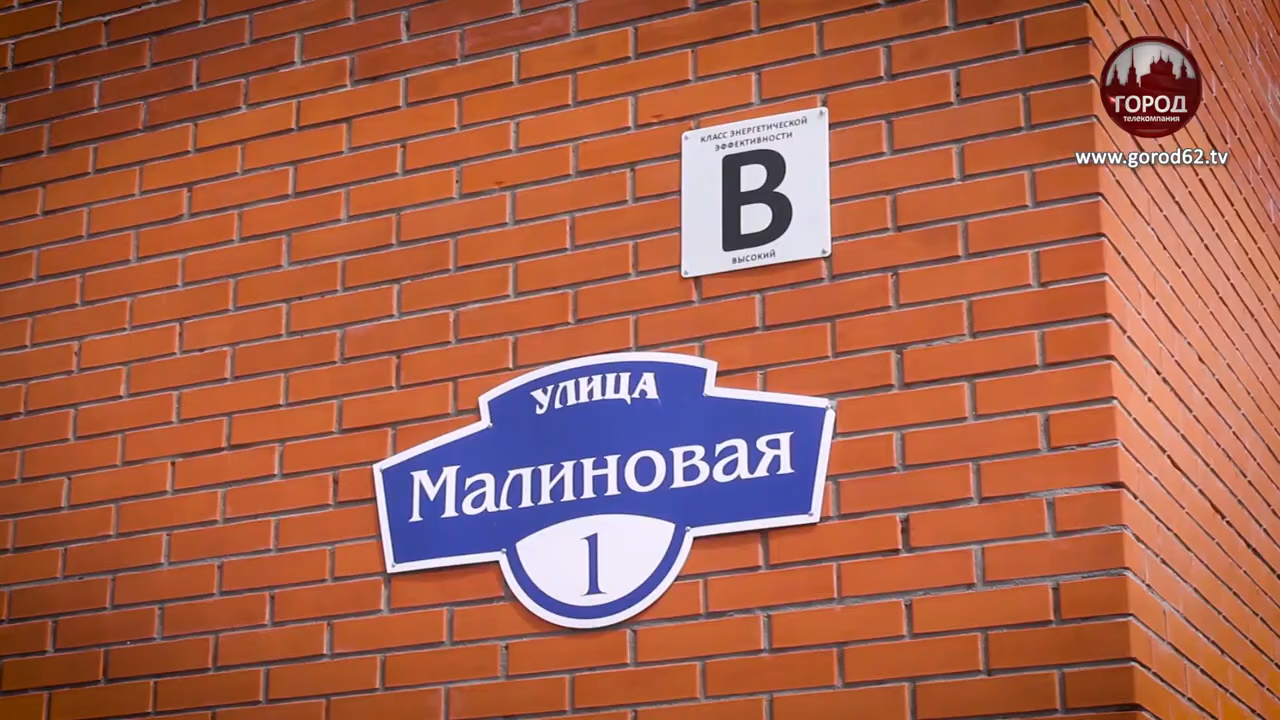 ГОРОД
телекомпания
www.gorod62.tv
КЛАСС ЭНЕРГЕТИЧЕСКОЙ
ЭФФЕКТИВНОСТИ
B
ВЫСОКИЙ
УЛИЦА
Малиновая
1